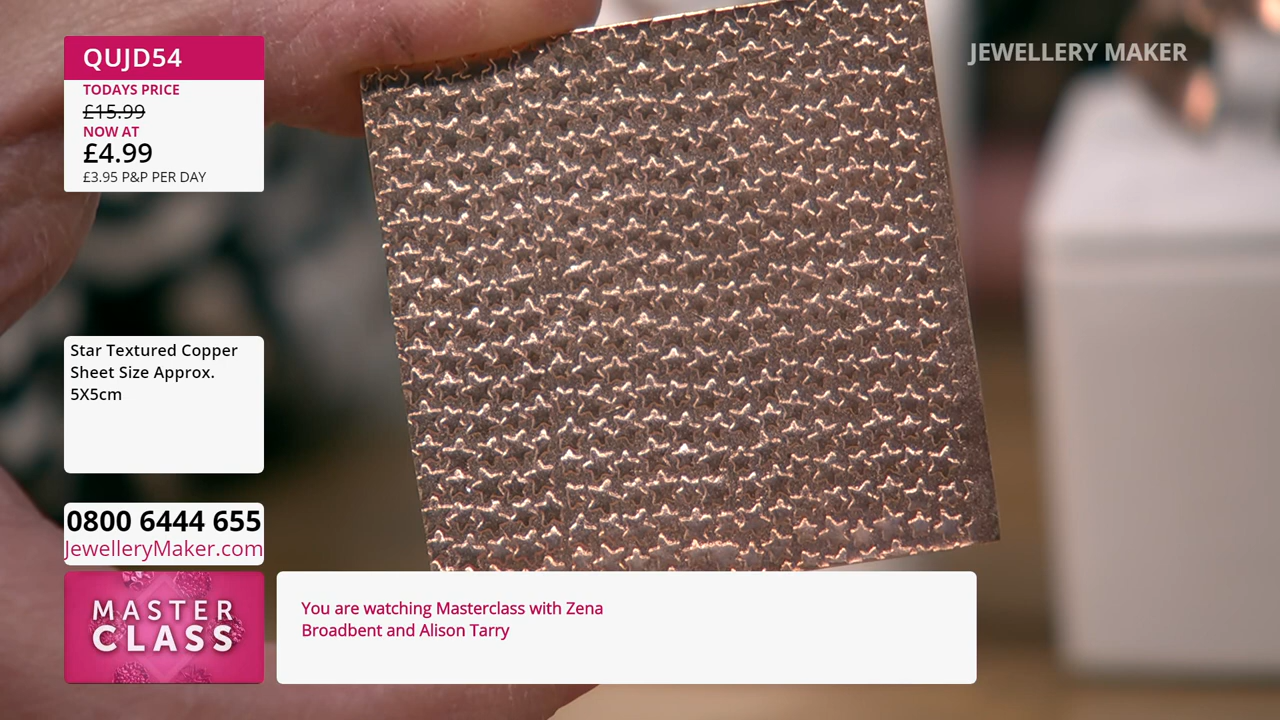 QUJD54
TODAYS PRICE
£15.99
NOW AT
£4.99
£3.95 P&P PER DAY
JEWELLERY MAKER
Star Textured Copper
Sheet Size Approx.
5X5cm
0800 6444 655
JewelleryMaker.com
MASTER
CLASS
You are watching Masterclass with Zena
Broadbent and Alison Tarry